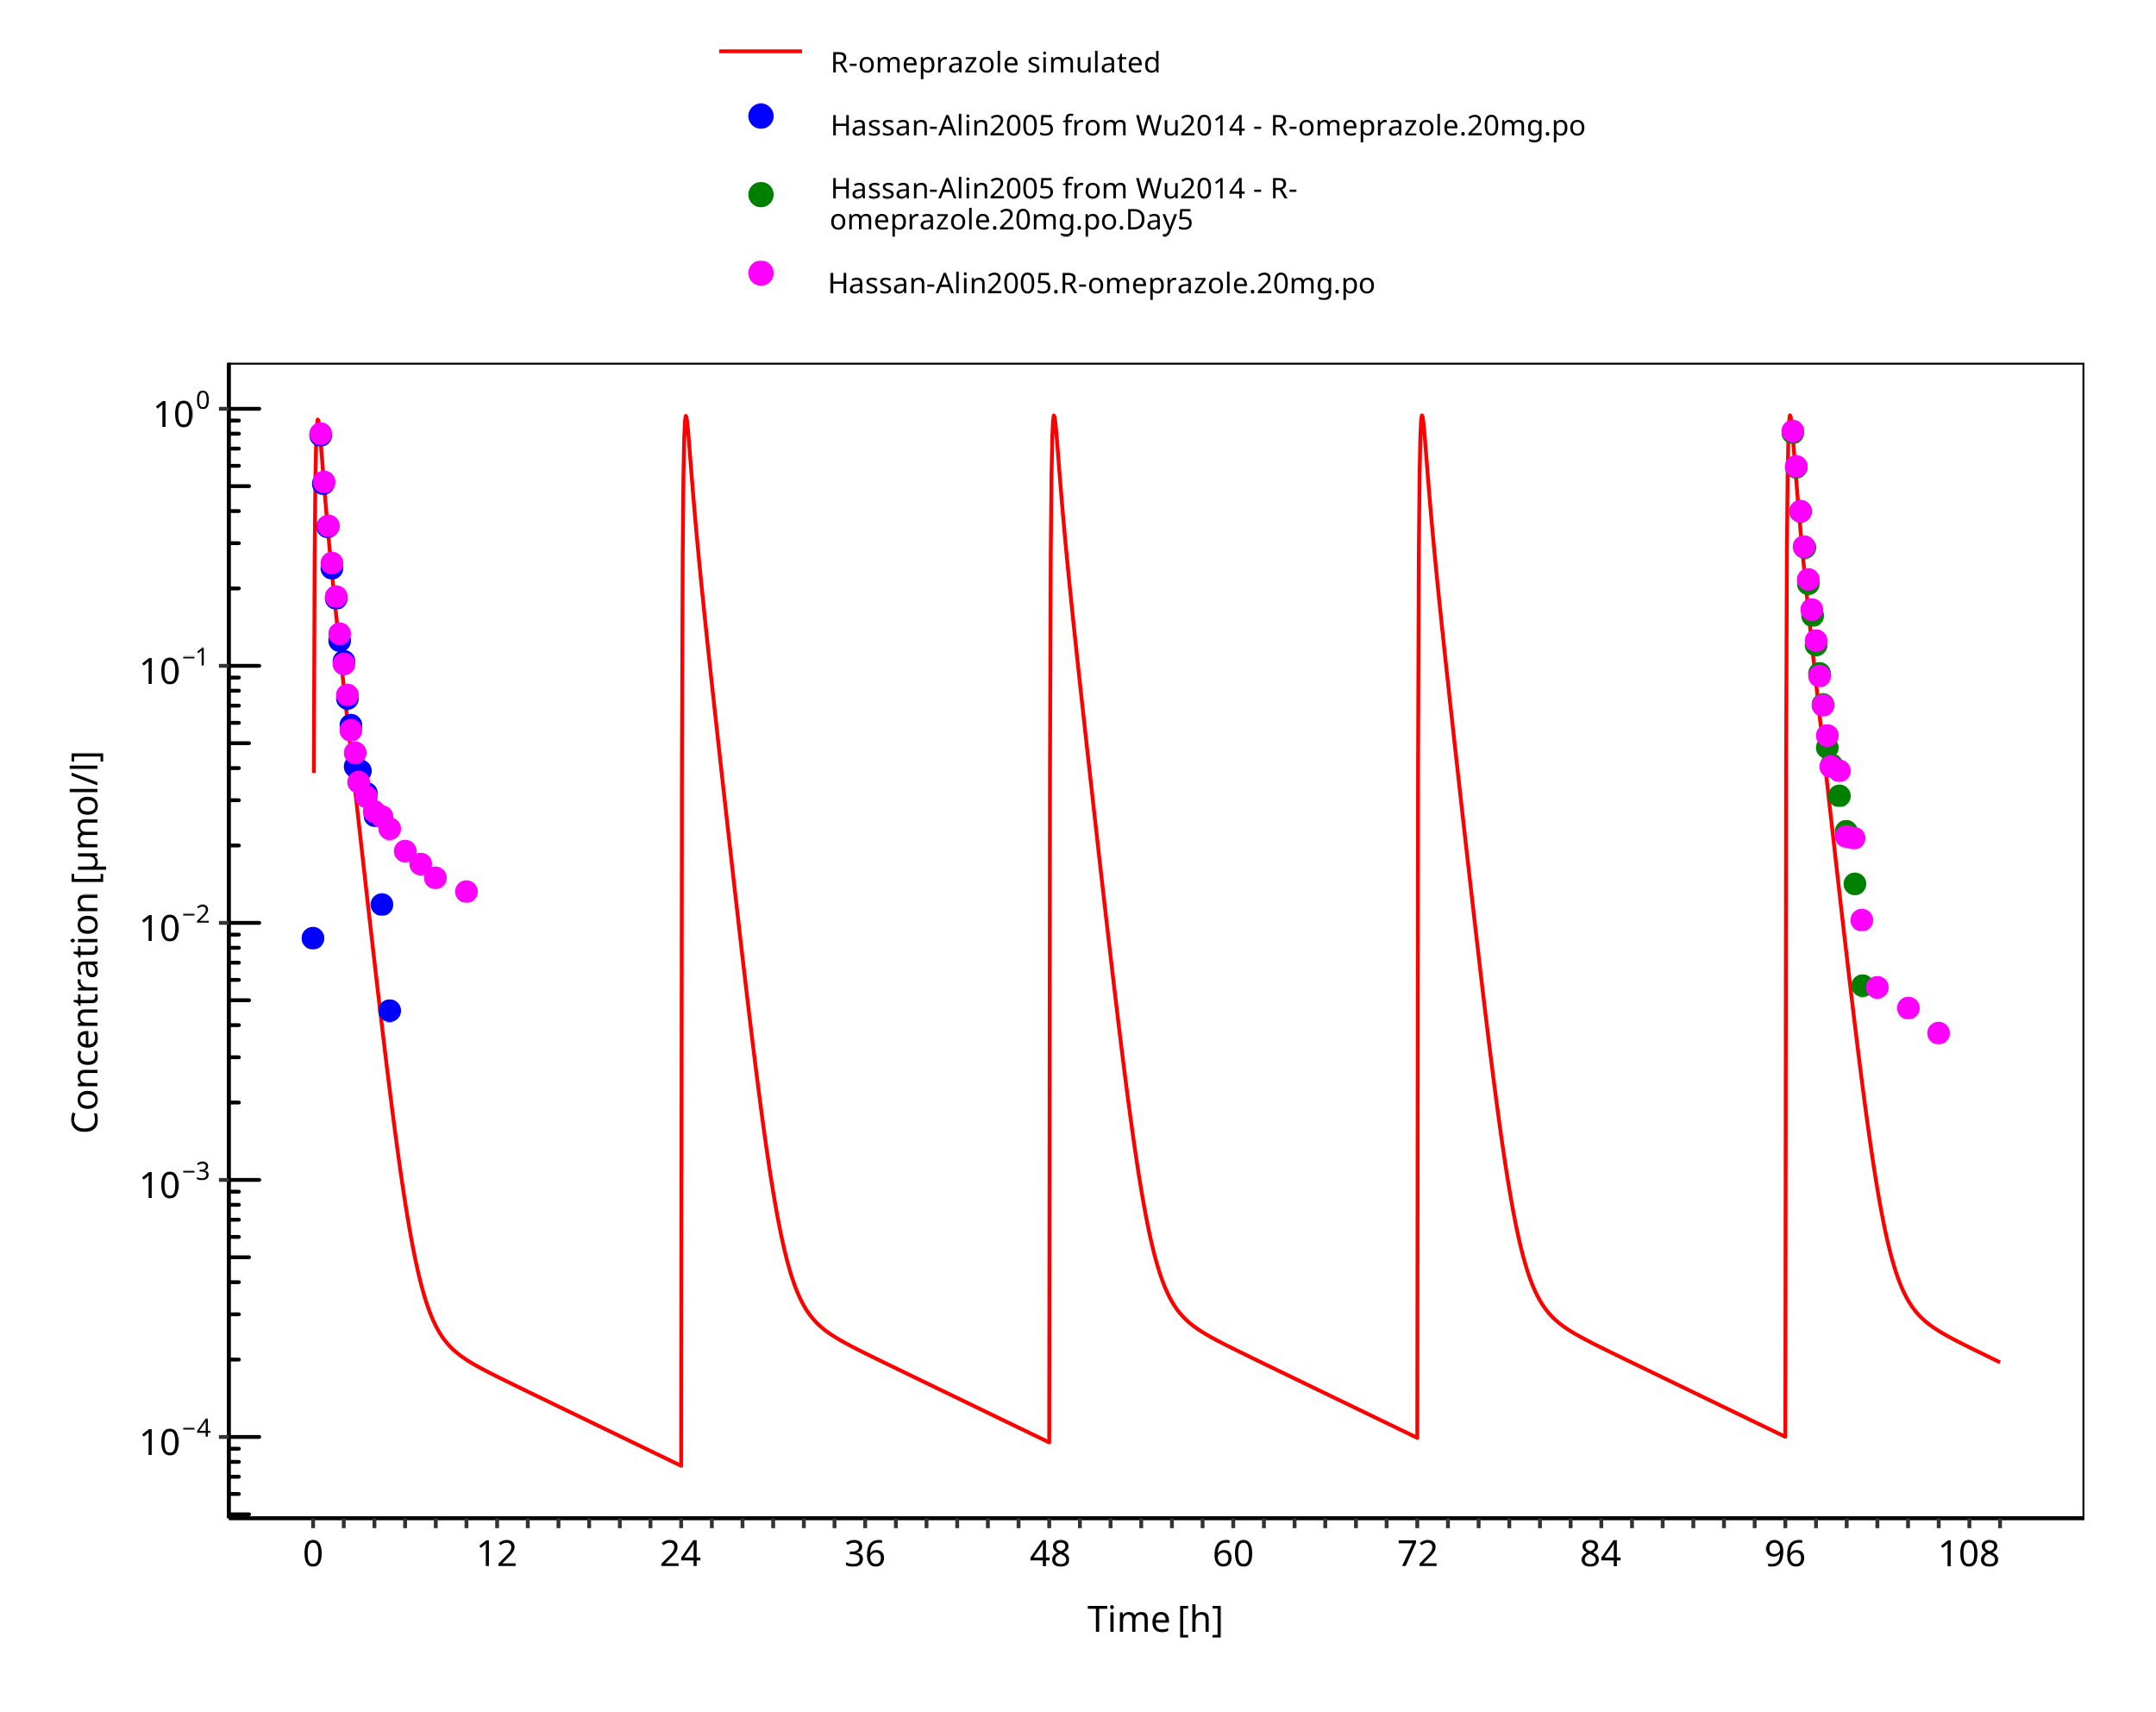 R-omeprazole simulated
Hassan-Alin2005 from Wu2014 - R-omeprazole.20mg.po
Hassan-Alin2005 from Wu2014 - R-
omeprazole.20mg.po.Day5
Hassan-Alin2005.R-omeprazole.20mg.po
Concentration [µmol/l]
10⁰
10⁻¹
10⁻²
10⁻³
10⁻⁴
0 12 24 36 48 60 72 84 96 108
Time [h]